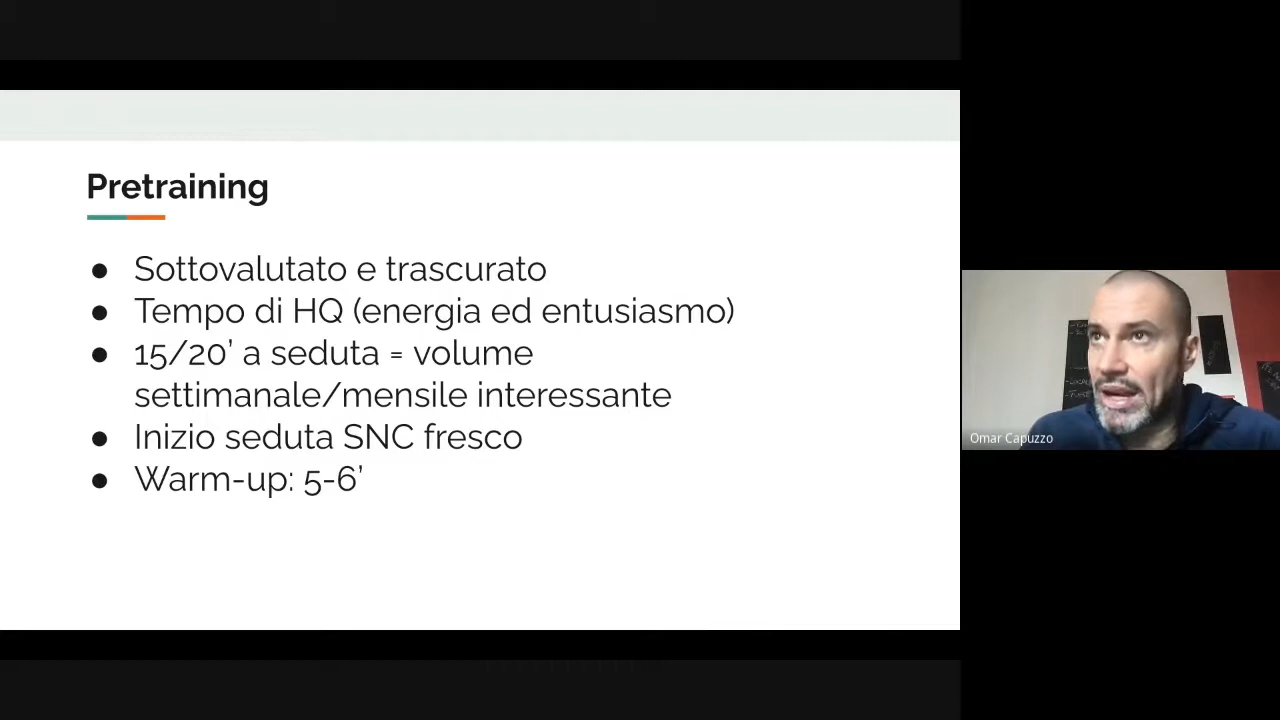 Pretraining
● Sottovalutato e trascurato
● Tempo di HQ (energia ed entusiasmo)
● 15/20’ a seduta = volume
settimanale/mensile interessante
● Inizio seduta SNC fresco
● Warm-up: 5-6’
Omar Capuzzo